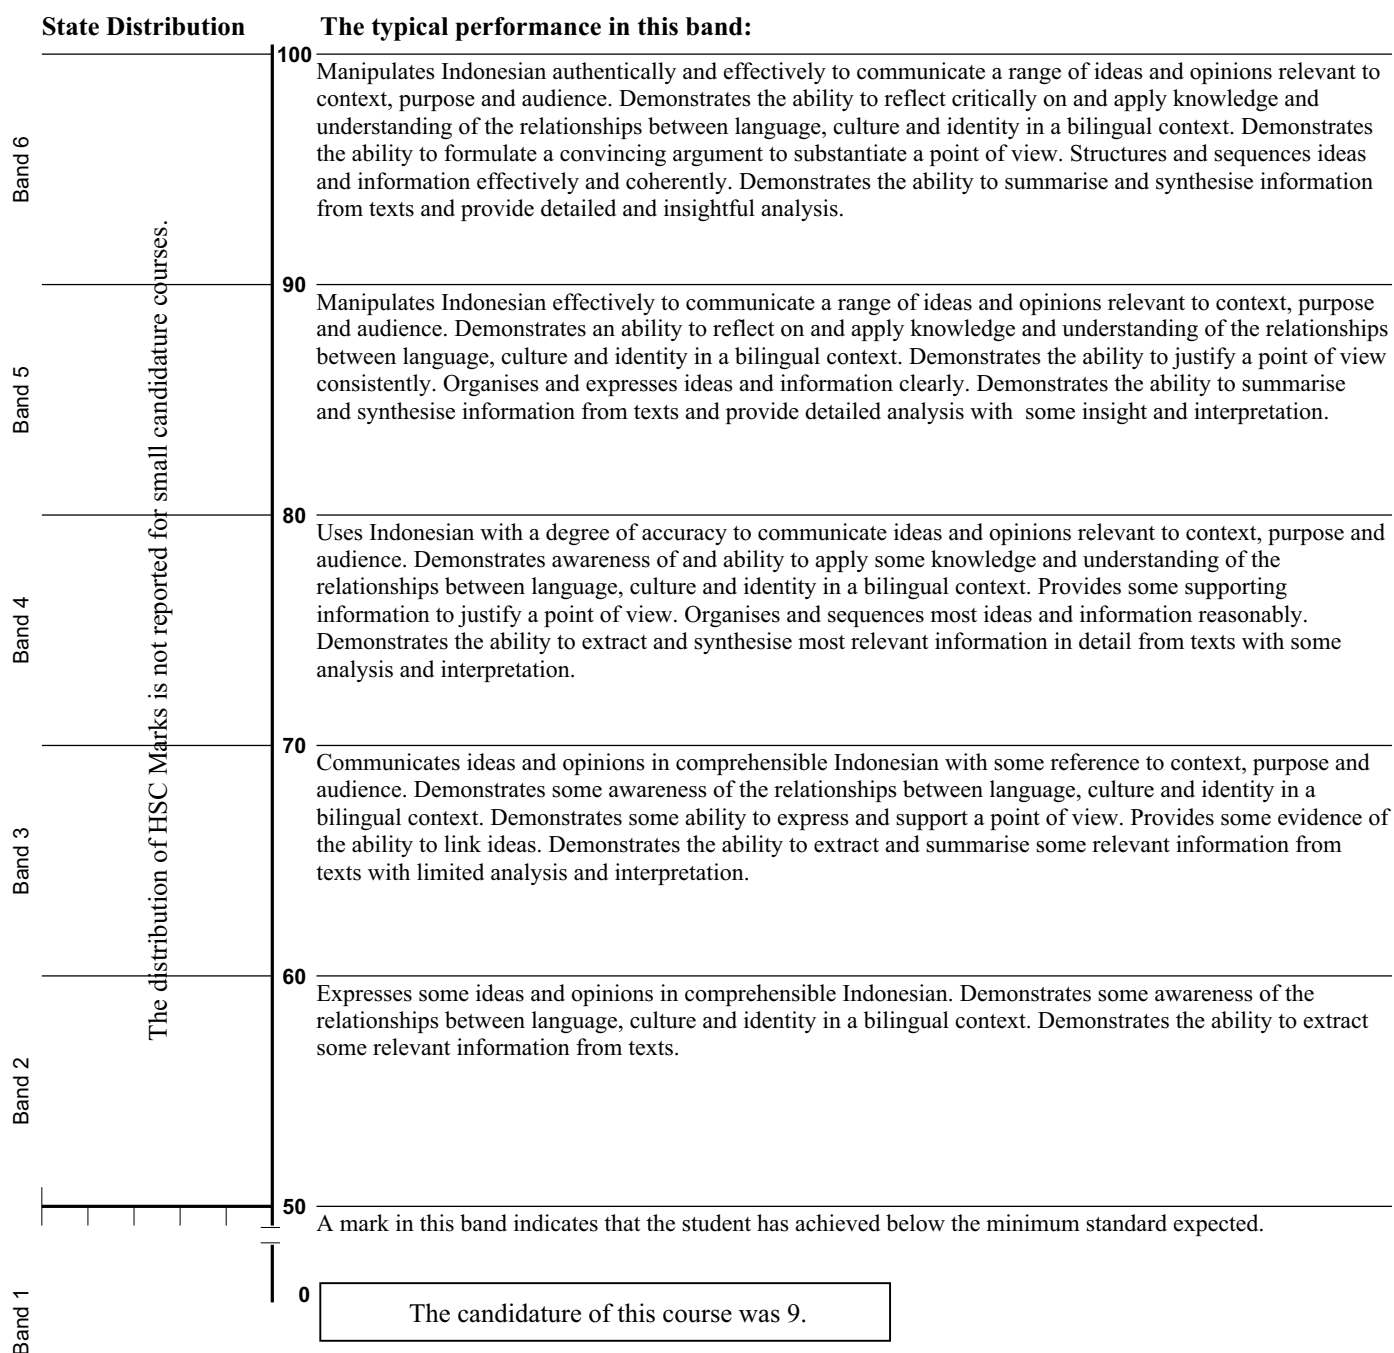 State Distribution
The typical performance in this band:
100
Manipulates Indonesian authentically and effectively to communicate a range of ideas and opinions relevant to
context, purpose and audience. Demonstrates the ability to reflect critically on and apply knowledge and
understanding of the relationships between language, culture and identity in a bilingual context. Demonstrates
the ability to formulate a convincing argument to substantiate a point of view. Structures and sequences ideas
and information effectively and coherently. Demonstrates the ability to summarise and synthesise information
from texts and provide detailed and insightful analysis.
Band 6
90
Manipulates Indonesian effectively to communicate a range of ideas and opinions relevant to context, purpose
and audience. Demonstrates an ability to reflect on and apply knowledge and understanding of the relationships
between language, culture and identity in a bilingual context. Demonstrates the ability to justify a point of view
consistently. Organises and expresses ideas and information clearly. Demonstrates the ability to summarise
and synthesise information from texts and provide detailed analysis with some insight and interpretation.
Band 5
The distribution of HSC Marks is not reported for small candidature courses.
80
Uses Indonesian with a degree of accuracy to communicate ideas and opinions relevant to context, purpose and
audience. Demonstrates awareness of and ability to apply some knowledge and understanding of the
relationships between language, culture and identity in a bilingual context. Provides some supporting
information to justify a point of view. Organises and sequences most ideas and information reasonably.
Demonstrates the ability to extract and synthesise most relevant information in detail from texts with some
analysis and interpretation.
Band 4
70
Communicates ideas and opinions in comprehensible Indonesian with some reference to context, purpose and
audience. Demonstrates some awareness of the relationships between language, culture and identity in a
bilingual context. Demonstrates some ability to express and support a point of view. Provides some evidence of
the ability to link ideas. Demonstrates the ability to extract and summarise some relevant information from
texts with limited analysis and interpretation.
Band 3
60
Expresses some ideas and opinions in comprehensible Indonesian. Demonstrates some awareness of the
relationships between language, culture and identity in a bilingual context. Demonstrates the ability to extract
some relevant information from texts.
Band 2
50
A mark in this band indicates that the student has achieved below the minimum standard expected.
0
Band 1
The candidature of this course was 9.